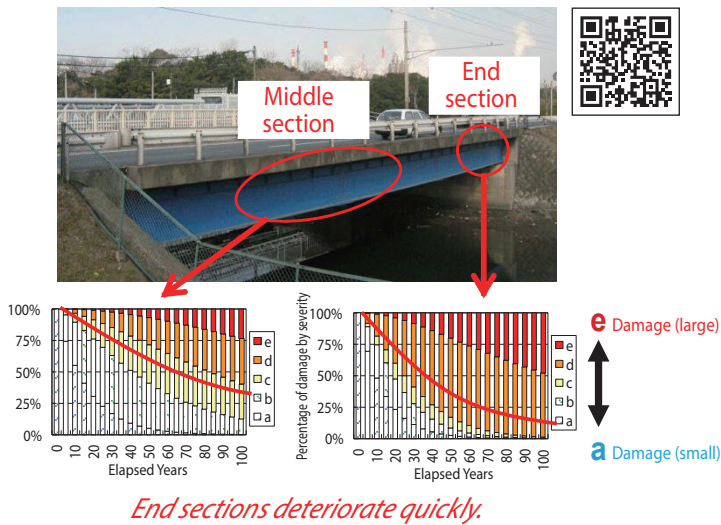 Middle
section
End
section
100%
75%
50%
25%
0%
0
10
20
30
40
50
60
70
80
90
100
Elapsed Years
e
d
c
b
a
Percentage of damage by severity
100%
75%
50%
25%
0%
0
10
20
30
40
50
60
70
80
90
100
Elapsed Years
e
d
c
b
a
e Damage (large)
a Damage (small)
End sections deteriorate quickly.